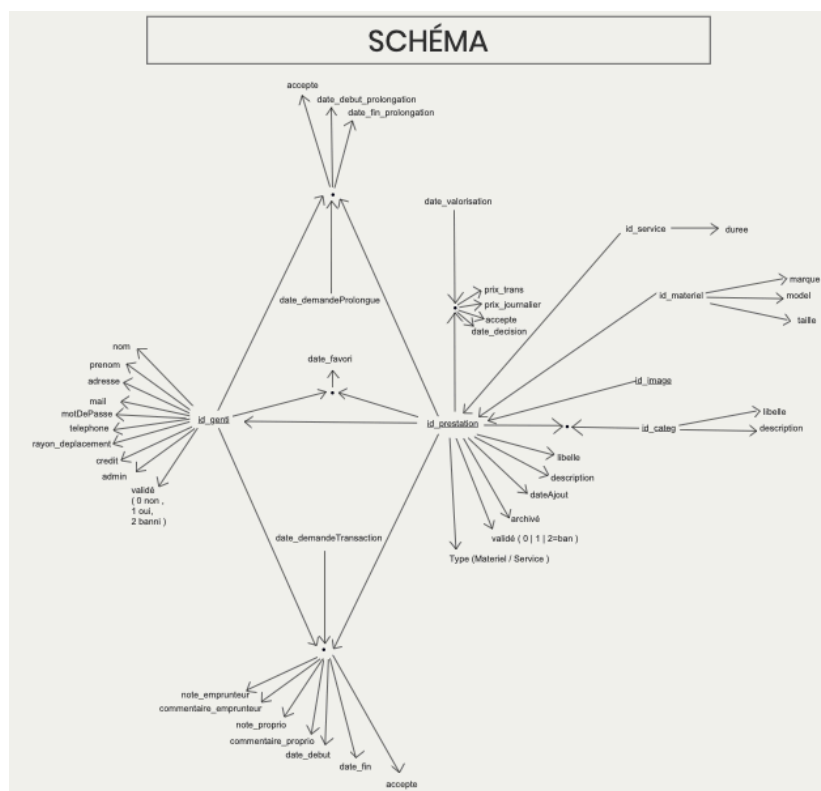 SCHÉMA
accepte
date_debut_prolongation
date_fin_prolongation
date_valorisation
id_service
duree
marque
id_materiel
model
taille
prix_trans
prix_journalier
accepte
date_decision
date_demandeProlongue
nom
prenom
adresse
mail
motDePasse
telephone
rayon_deplacement
credit
admin
validé
( 0 non ,
1 oui,
2 banni )
date_favori
id_image
id_genti
id_prestation
id_categ
libelle
description
libelle
description
dateAjout
archivé
validé ( 0 | 1 | 2=ban )
Type (Materiel / Service )
date_demandeTransaction
note_emprunteur
commentaire_emprunteur
note_proprio
commentaire_proprio
date_debut
date_fin
accepte